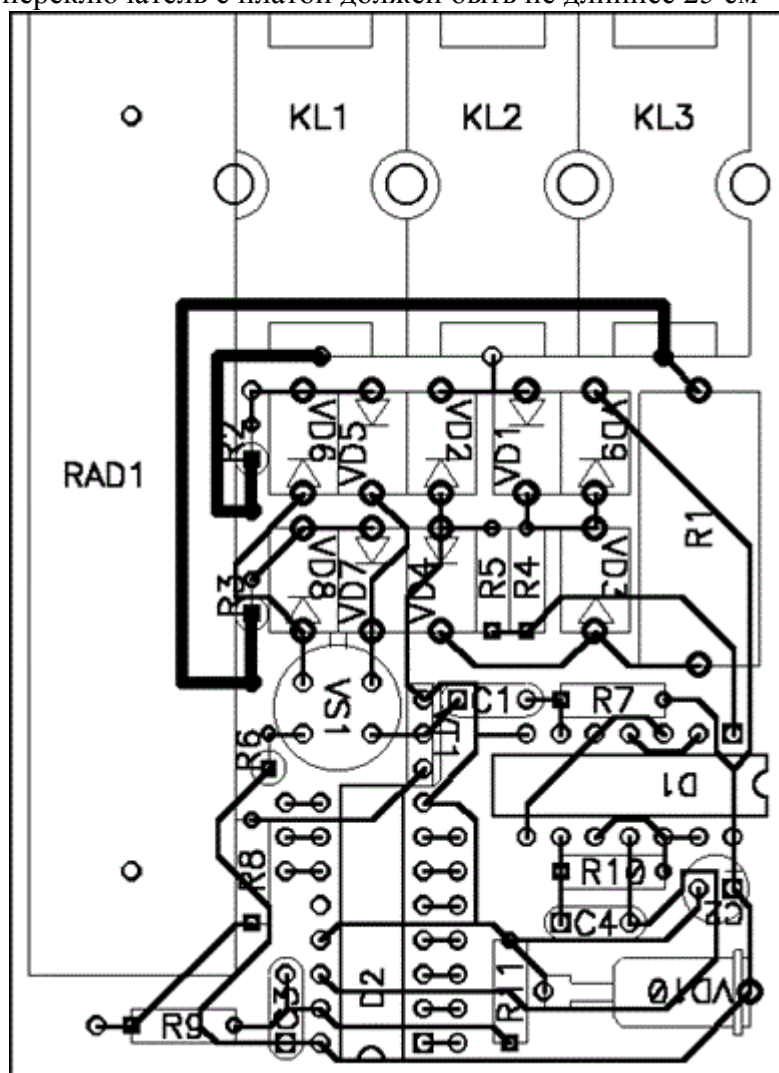 переключатель с платой должен быть не длиннее 25 см
KL1 KL2 KL3
RAD1
R2
VD6
VD5
VD2
VD1
VD9
R1
R3
VD8
VD7
VD4
R5
R4
VS1
C1
R7
R6
D1
R8
R10
C2
C4
D2
R11
VD10
R9
C3